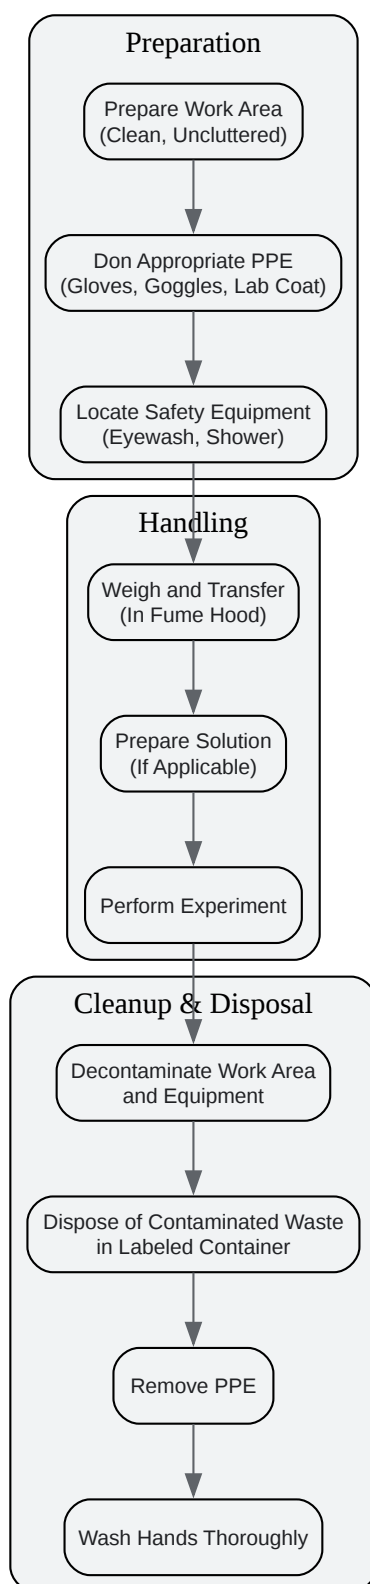 Preparation
Prepare Work Area
(Clean, Uncluttered)
Don Appropriate PPE
(Gloves, Goggles, Lab Coat)
Locate Safety Equipment
(Eyewash, Shower)
Handling
Weigh and Transfer
(In Fume Hood)
Prepare Solution
(If Applicable)
Perform Experiment
Cleanup & Disposal
Decontaminate Work Area
and Equipment
Dispose of Contaminated Waste
in Labeled Container
Remove PPE
Wash Hands Thoroughly